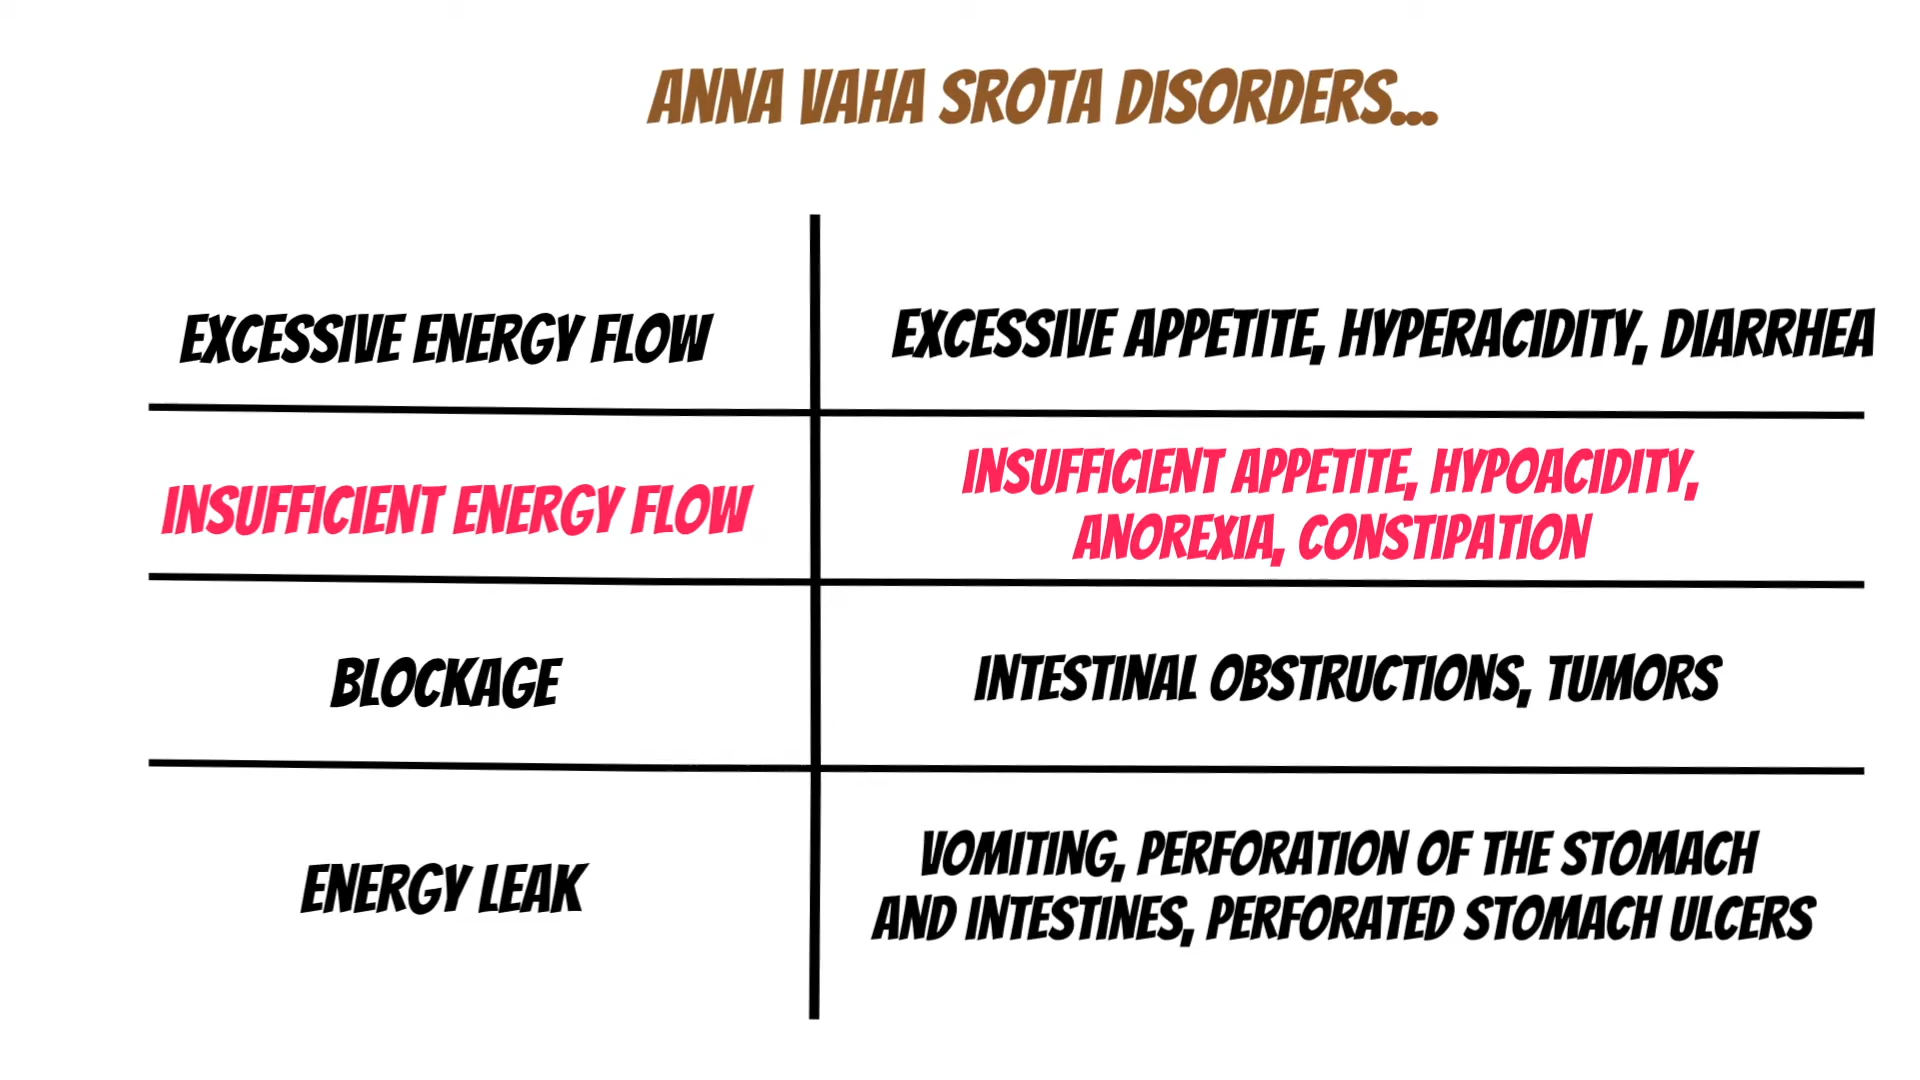 ANNA VAHA SROTA DISORDERS...
EXCESSIVE ENERGY FLOW
EXCESSIVE APPETITE, HYPERACIDITY, DIARRHEA
INSUFFICIENT ENERGY FLOW
INSUFFICIENT APPETITE, HYPOACIDITY,
ANOREXIA, CONSTIPATION
BLOCKAGE
INTESTINAL OBSTRUCTIONS, TUMORS
ENERGY LEAK
VOMITING, PERFORATION OF THE STOMACH
AND INTESTINES, PERFORATED STOMACH ULCERS